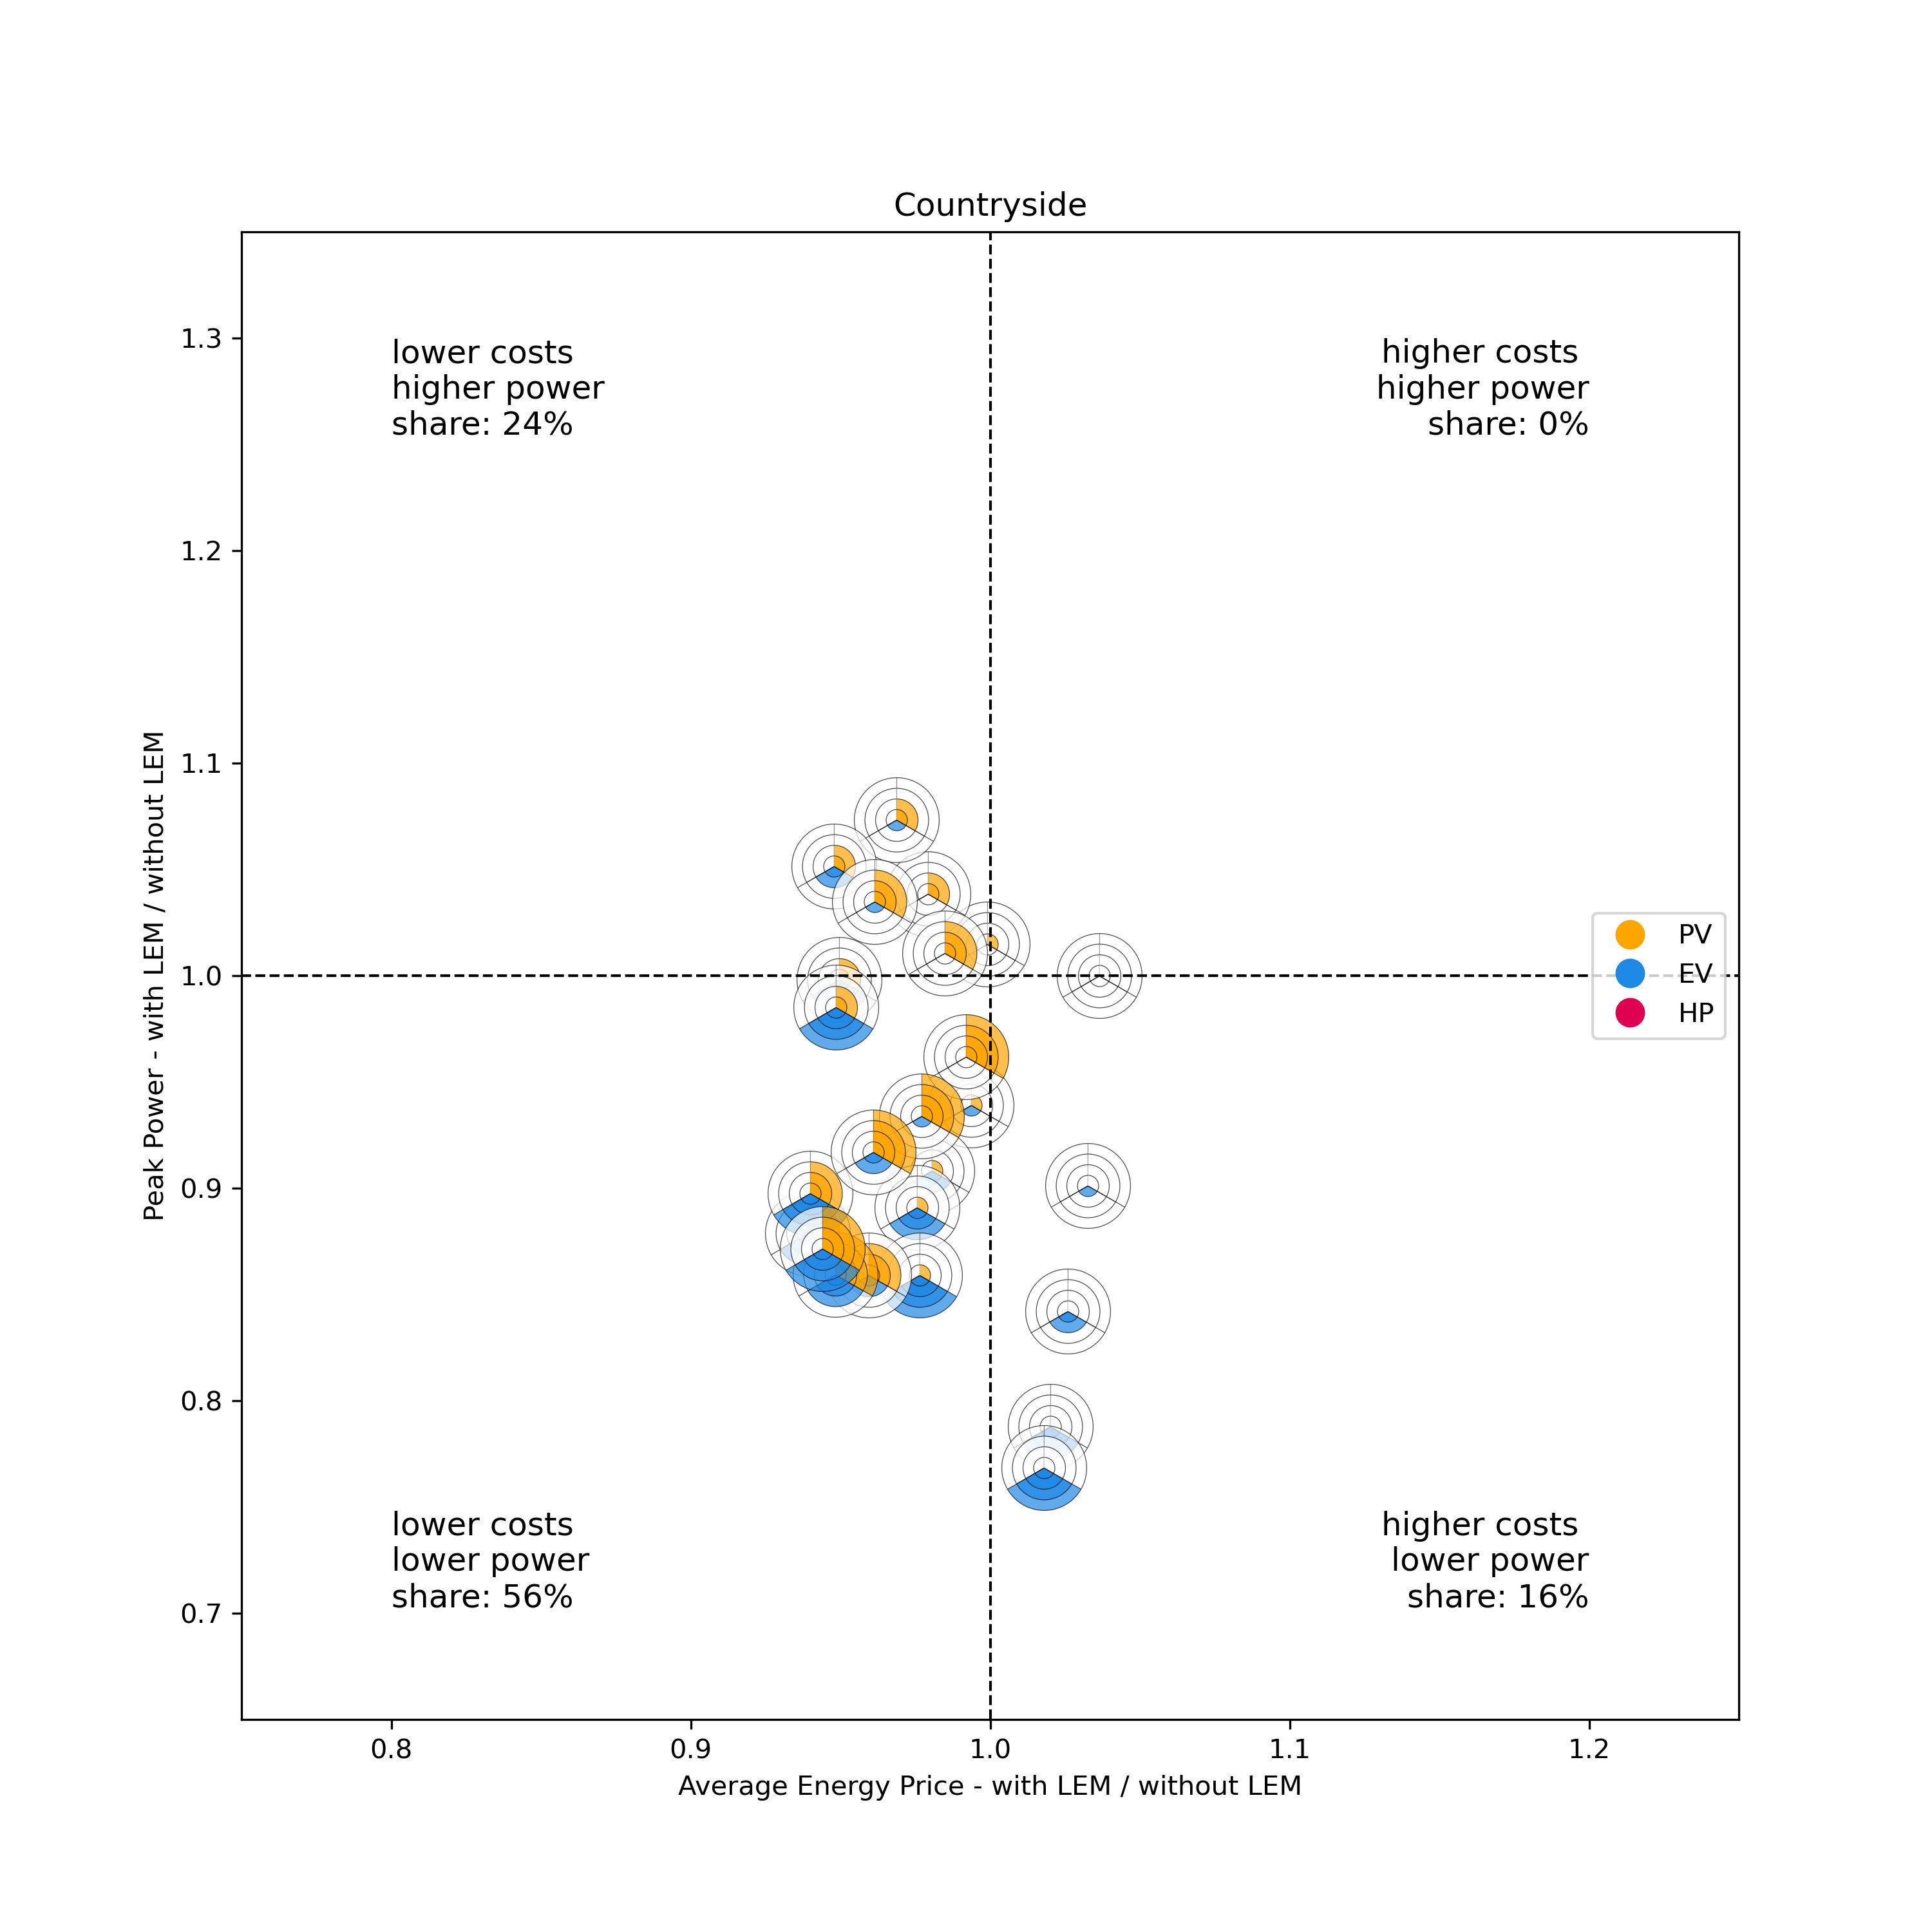 Countryside
lower costs
higher power
share: 24%
higher costs
higher power
share: 0%
1.3
1.2
1.1
1.0
0.9
0.8
0.7
Peak Power - with LEM / without LEM
PV
EV
HP
lower costs
lower power
share: 56%
higher costs
lower power
share: 16%
0.8
0.9
1.0
1.1
1.2
Average Energy Price - with LEM / without LEM